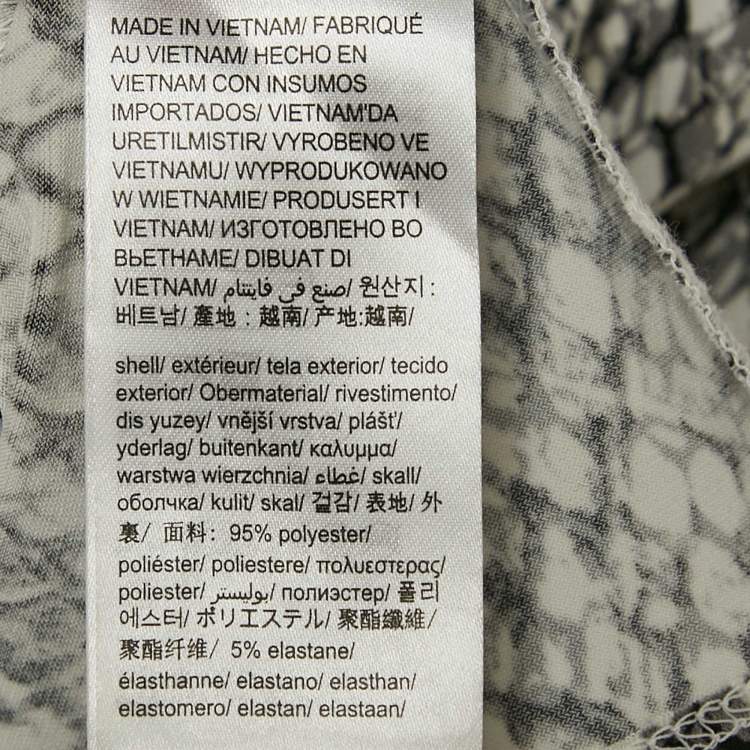 MADE IN VIETNAM/ FABRIQUÉ
AU VIETNAM/ HECHO EN
VIETNAM CON INSUMOS
IMPORTADOS/ VIETNAM'DA
URETILMISTIR/ VYROBENO VE
VIETNAMU/ WYPRODUKOWANO
W WIETNAMIE/ PRODUSERT I
VIETNAM/ ИЗГОТОВЛЕНО ВО
ВЬЕТНАМЕ/ DIBUAT DI
VIETNAM/ صنع في فايتنام/ 원산지 :
베트남/ 產地 : 越南/ 产地:越南/
shell/ extérieur/ tela exterior/ tecido
exterior/ Obermaterial/ rivestimento/
dis yuzey/ vnější vrstva/ plášť/
yderlag/ buitenkant/ καλυμμα/
warstwa wierzchnia/ غطاء/ skall/
оболчка/ kulit/ skal/ 겉감/ 表地/ 外
裏/ 面料: 95% polyester/
poliéster/ poliestere/ πολυεστερας/
poliester/ بوليستر/ полиэстер/ 폴리
에스터/ ポリエステル/ 聚酯纖維/
聚酯纤维/ 5% elastane/
élasthanne/ elastano/ elasthan/
elastomero/ elastan/ elastaan/